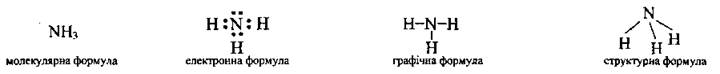 NH₃
H:N:H
H
H–N–H
H
N
H H H
молекулярна формула
електронна формула
графічна формула
структурна формула